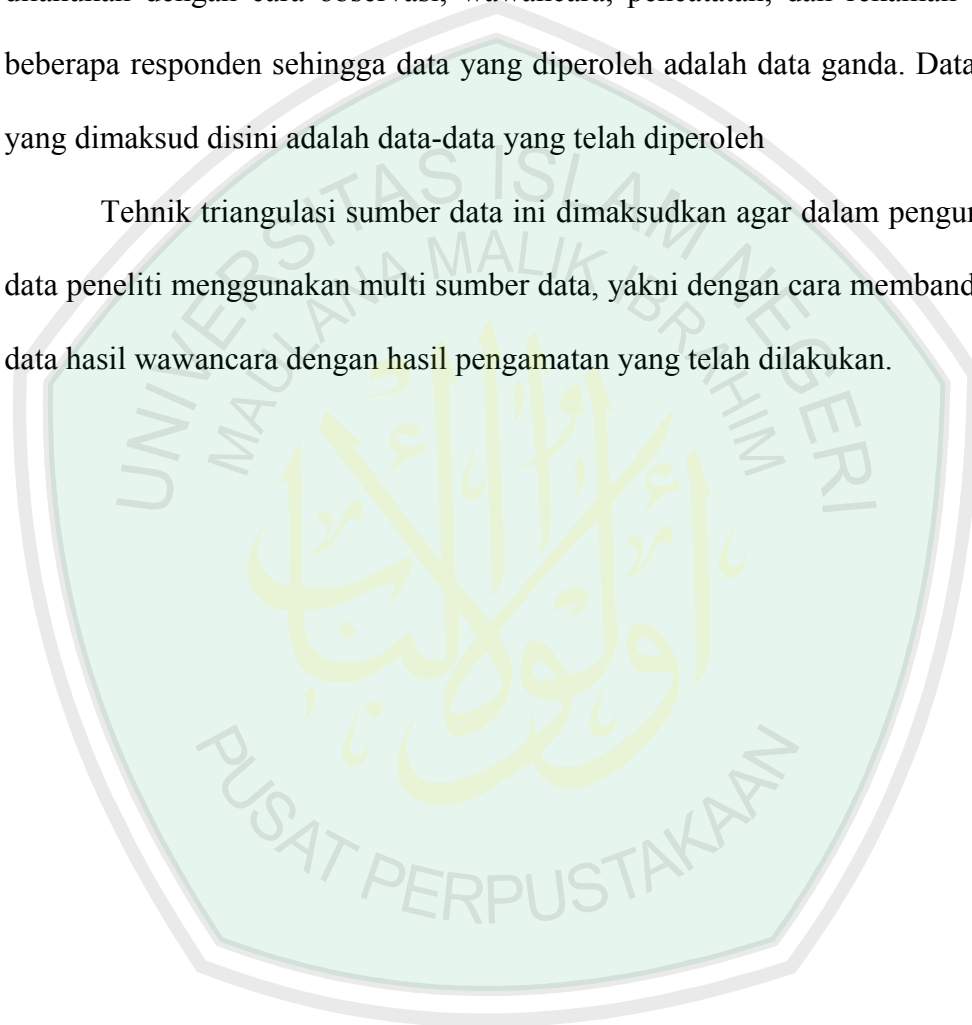 dilakukan dengan cara observasi, wawancara, pencatatan, dan rekaman
beberapa responden sehingga data yang diperoleh adalah data ganda. Data
yang dimaksud disini adalah data-data yang telah diperoleh
Tehnik triangulasi sumber data ini dimaksudkan agar dalam
data peneliti menggunakan multi sumber data, yakni dengan cara
data hasil wawancara dengan hasil pengamatan yang telah dilakukan.
UNIVERSITAS ISLAM NEGERI
MAULANA MALIK IBRAHIM
أولوا الألباب
PUSAT PERPUSTAKAAN